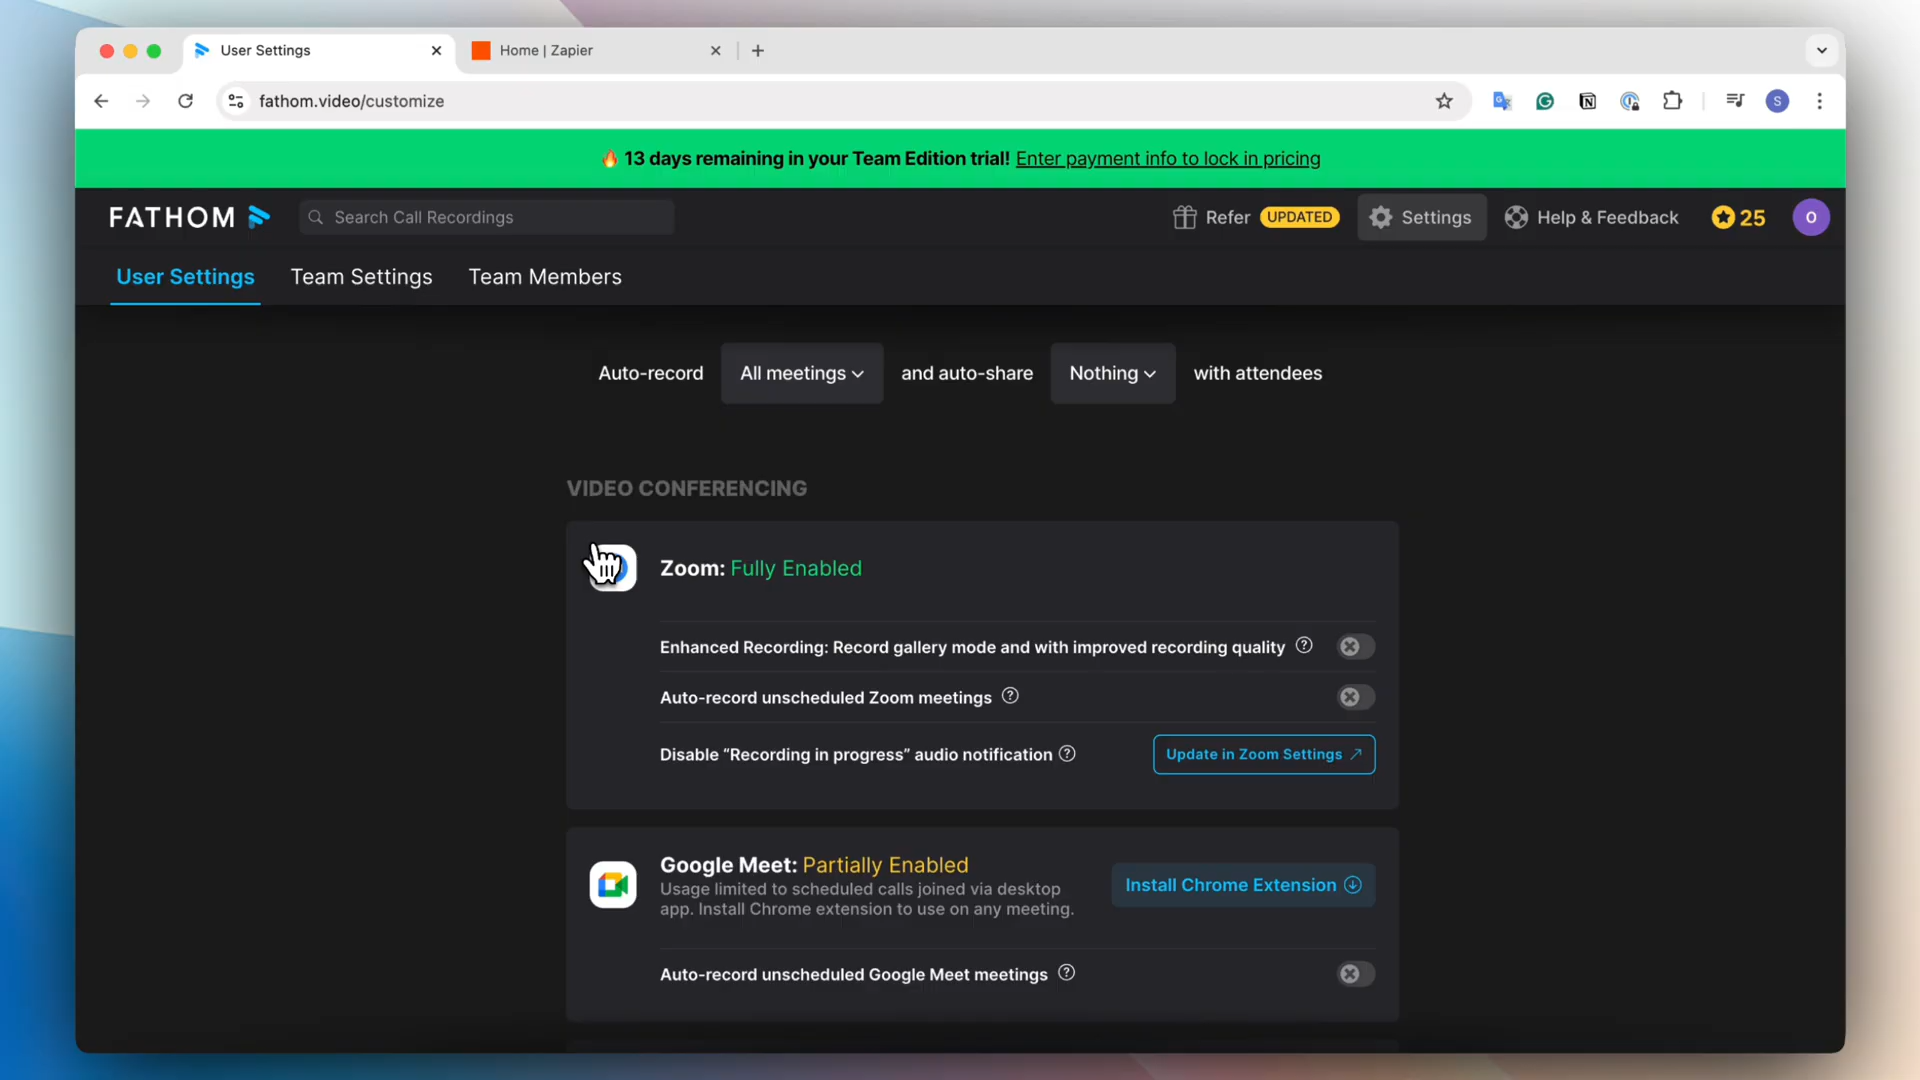 User Settings
Home | Zapier
fathom.video/customize
S
🔥 13 days remaining in your Team Edition trial! Enter payment info to lock in pricing
FATHOM
Search Call Recordings
Refer UPDATED
Settings
Help & Feedback
25
O
User Settings
Team Settings
Team Members
Auto-record All meetings and auto-share Nothing with attendees
VIDEO CONFERENCING
Zoom: Fully Enabled
Enhanced Recording: Record gallery mode and with improved recording quality
Auto-record unscheduled Zoom meetings
Disable “Recording in progress” audio notification
Update in Zoom Settings
Google Meet: Partially Enabled
Usage limited to scheduled calls joined via desktop
app. Install Chrome extension to use on any meeting.
Install Chrome Extension
Auto-record unscheduled Google Meet meetings